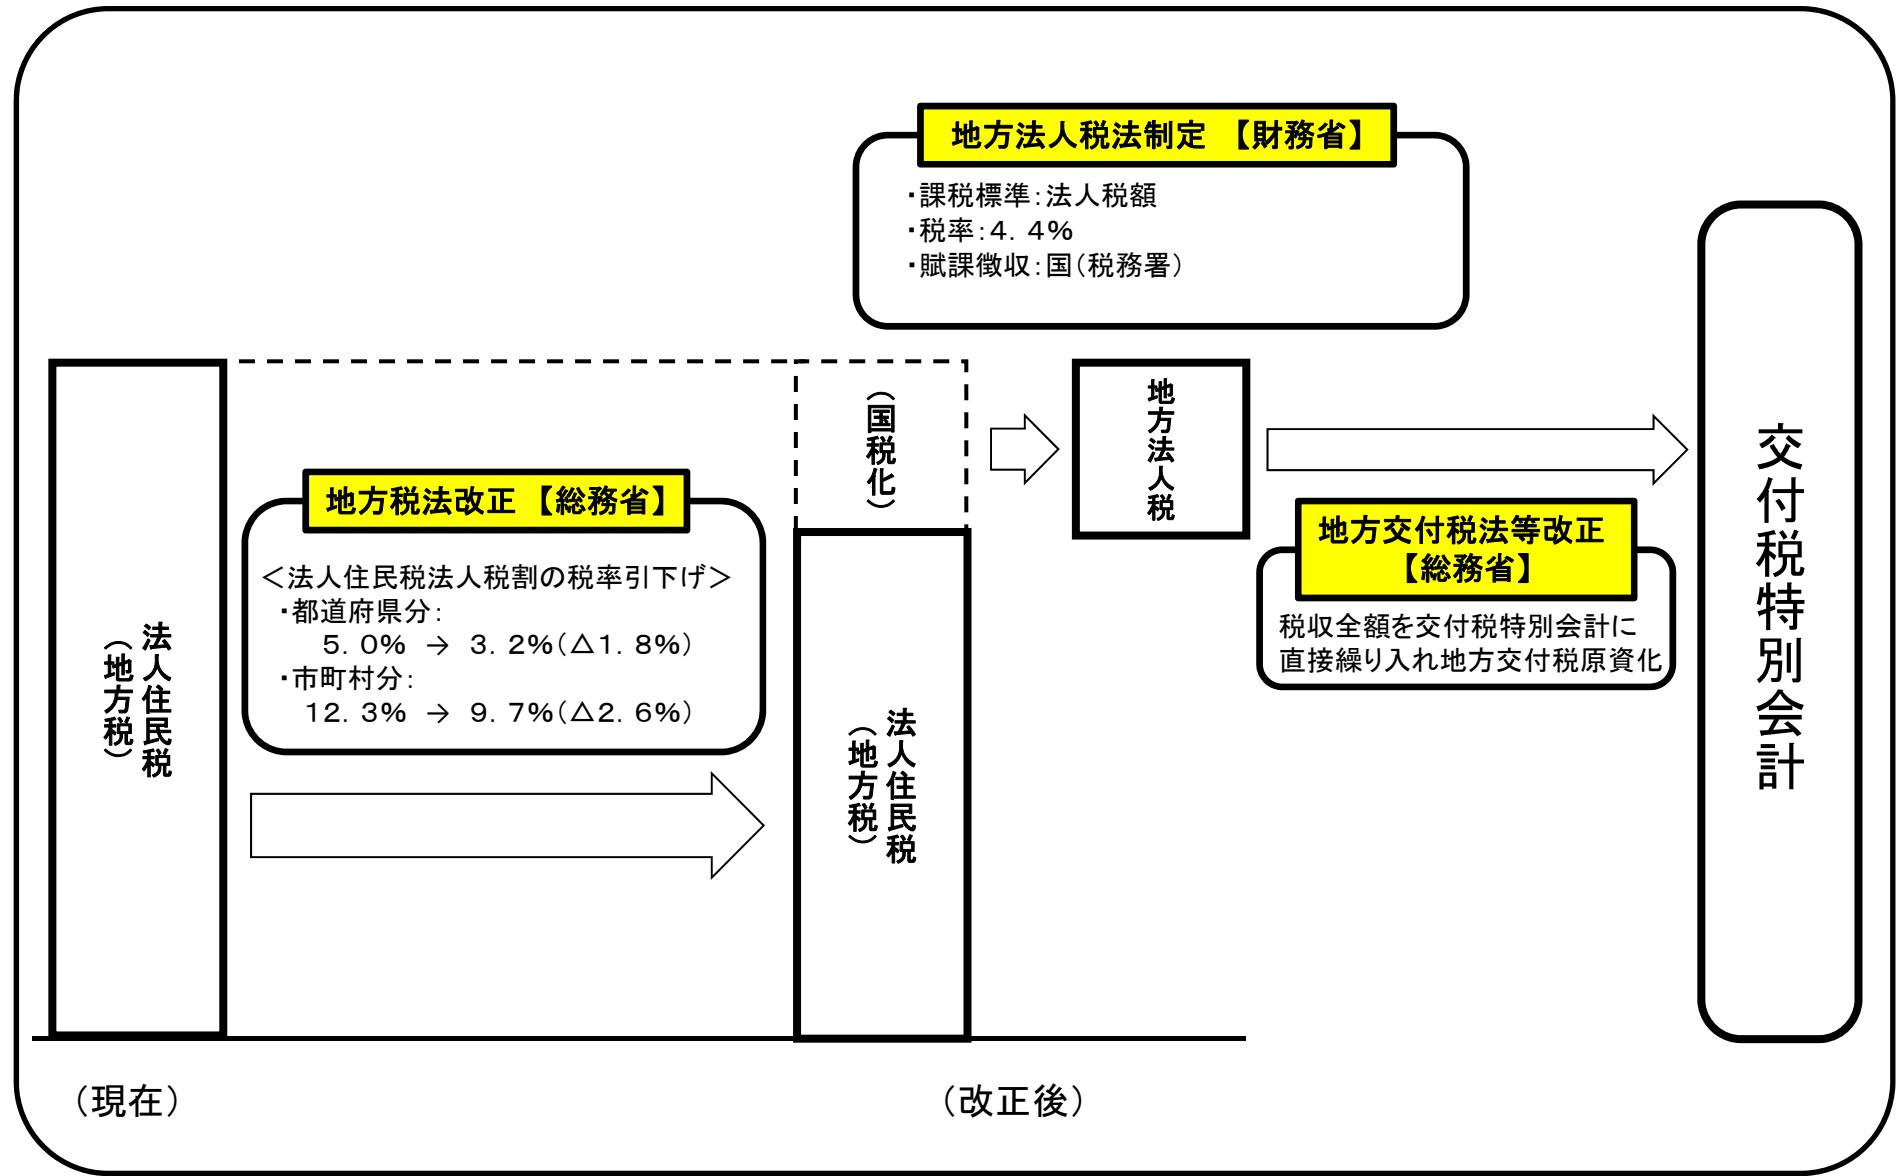 地方法人税法制定 【財務省】
・課税標準：法人税額
・税率：４．４％
・賦課徴収：国（税務署）
法人住民税
（地方税）
地方税法改正 【総務省】
＜法人住民税法人税割の税率引下げ＞
・都道府県分：
５．０％ → ３．２％（△１．８％）
・市町村分：
１２．３％ → ９．７％（△２．６％）
（国税化）
法人住民税
（地方税）
地方法人税
地方交付税法等改正
【総務省】
税収全額を交付税特別会計に
直接繰り入れ地方交付税原資化
交付税特別会計
（現在）
（改正後）